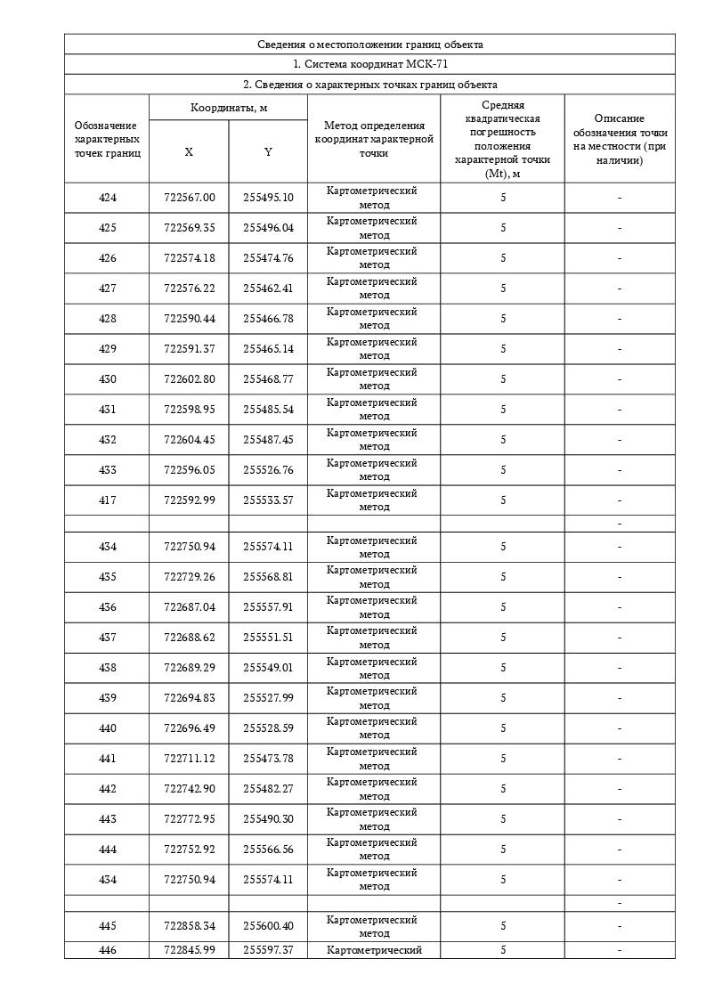 Сведения о местоположении границ объекта
1. Система координат МСК-71
2. Сведения о характерных точках границ объекта
Обозначение
характерных
точек границ
Координаты, м
X
Y
Метод определения
координат характерной
точки
Средняя
квадратическая
погрешность
положения
характерной точки
(Mt), м
Описание
обозначения точки
на местности (при
наличии)
424 722567.00 255495.10 Картометрический
метод 5 -
425 722569.35 255496.04 Картометрический
метод 5 -
426 722574.18 255474.76 Картометрический
метод 5 -
427 722576.22 255462.41 Картометрический
метод 5 -
428 722590.44 255466.78 Картометрический
метод 5 -
429 722591.37 255465.14 Картометрический
метод 5 -
430 722602.80 255468.77 Картометрический
метод 5 -
431 722598.95 255485.54 Картометрический
метод 5 -
432 722604.45 255487.45 Картометрический
метод 5 -
433 722596.05 255526.76 Картометрический
метод 5 -
417 722592.99 255533.57 Картометрический
метод 5 -
-
434 722750.94 255574.11 Картометрический
метод 5 -
435 722729.26 255568.81 Картометрический
метод 5 -
436 722687.04 255557.91 Картометрический
метод 5 -
437 722688.62 255551.51 Картометрический
метод 5 -
438 722689.29 255549.01 Картометрический
метод 5 -
439 722694.83 255527.99 Картометрический
метод 5 -
440 722696.49 255528.59 Картометрический
метод 5 -
441 722711.12 255473.78 Картометрический
метод 5 -
442 722742.90 255482.27 Картометрический
метод 5 -
443 722772.95 255490.30 Картометрический
метод 5 -
444 722752.92 255566.56 Картометрический
метод 5 -
434 722750.94 255574.11 Картометрический
метод 5 -
-
445 722858.34 255600.40 Картометрический
метод 5 -
446 722845.99 255597.37 Картометрический 5 -